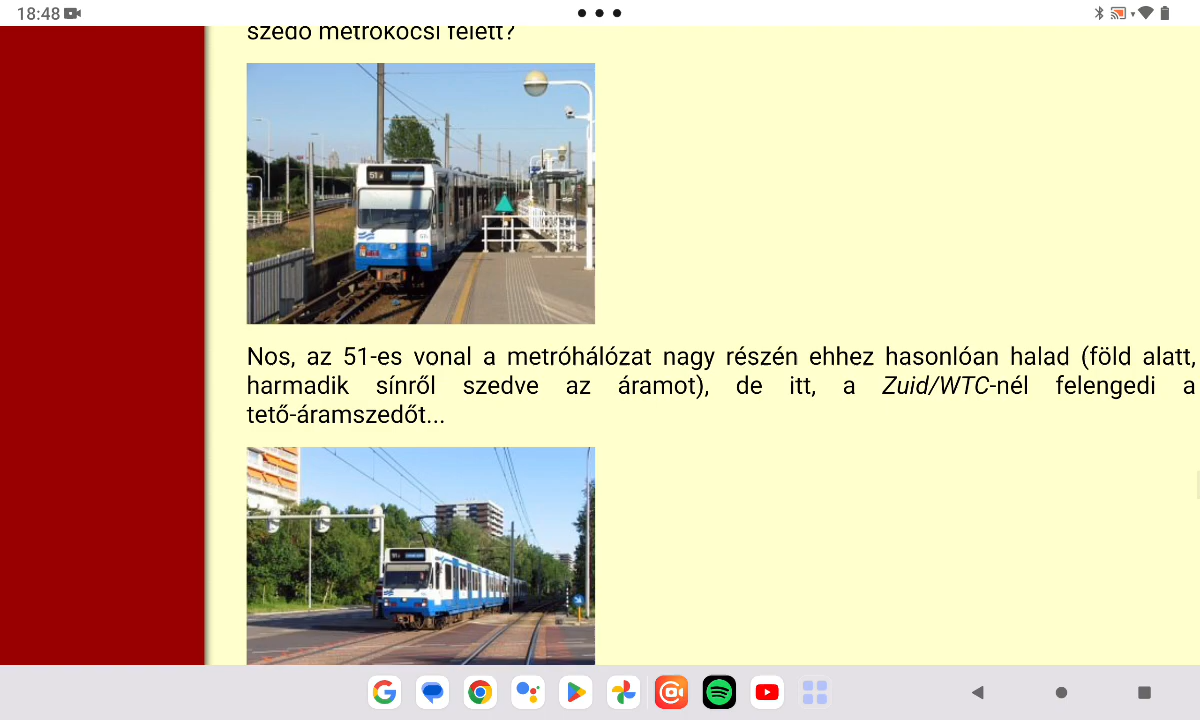 18:48
szedő metrókocsi felett?
51
Nos, az 51-es vonal a metróhálózat nagy részén ehhez hasonlóan halad (föld alatt,
harmadik sínről szedve az áramot), de itt, a Zuid/WTC-nél felengedi a
tető-áramszedőt...
51